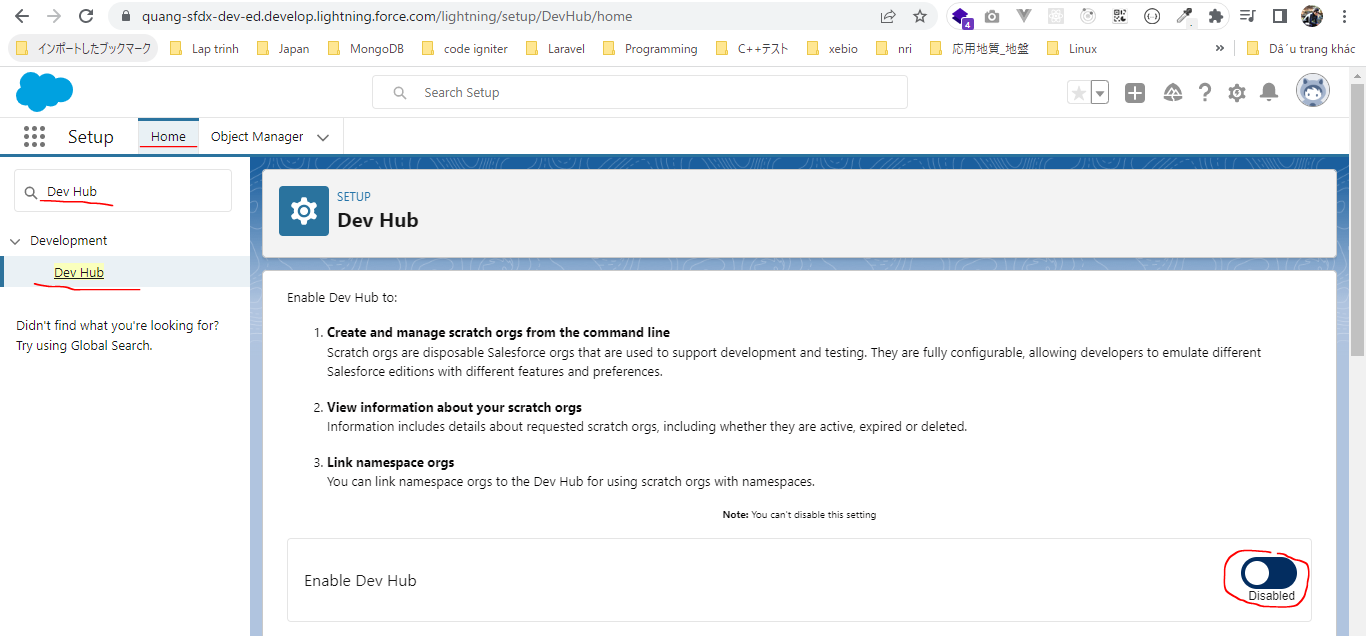 quang-sfdx-dev-ed.develop.lightning.force.com/lightning/setup/DevHub/home
4
インポートしたブックマーク Lap trinh Japan MongoDB code igniter Laravel Programming C++テスト xebio nri 応用地質_地盤 Linux » Dấu trang khác
Search Setup
Setup Home Object Manager
Dev Hub
Development
Dev Hub
Didn't find what you're looking for?
Try using Global Search.
SETUP
Dev Hub
Enable Dev Hub to:
1. Create and manage scratch orgs from the command line
Scratch orgs are disposable Salesforce orgs that are used to support development and testing. They are fully configurable, allowing developers to emulate different
Salesforce editions with different features and preferences.
2. View information about your scratch orgs
Information includes details about requested scratch orgs, including whether they are active, expired or deleted.
3. Link namespace orgs
You can link namespace orgs to the Dev Hub for using scratch orgs with namespaces.
Note: You can't disable this setting
Enable Dev Hub
Disabled